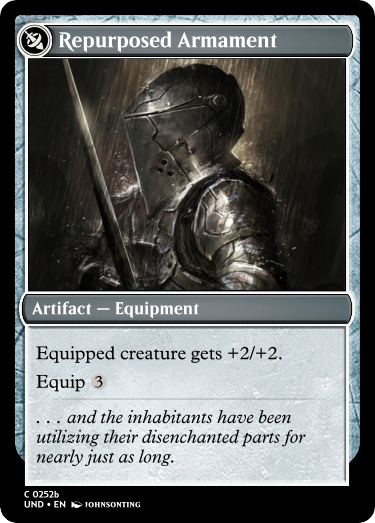 Repurposed Armament
Artifact — Equipment
Equipped creature gets +2/+2.
Equip 3
. . . and the inhabitants have been
utilizing their disenchanted parts for
nearly just as long.
C 0252b
UND • EN JOHNSONTING